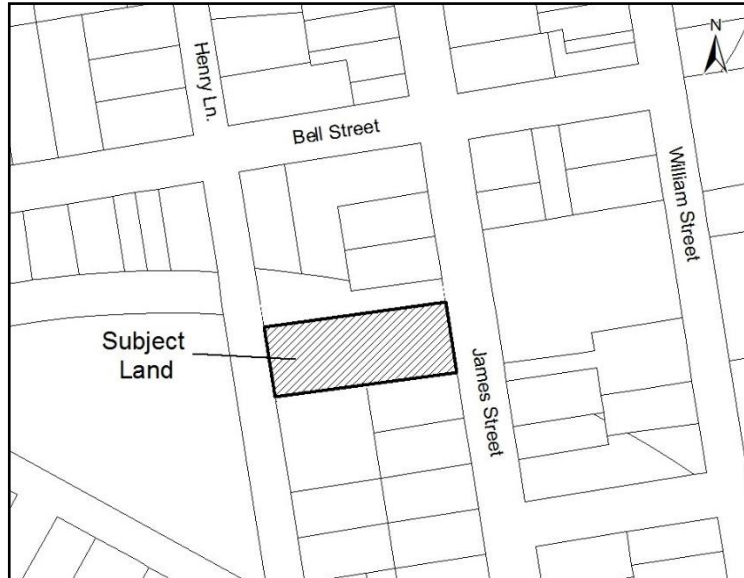 N
Henry Ln.
Bell Street
William Street
Subject
Land
James Street